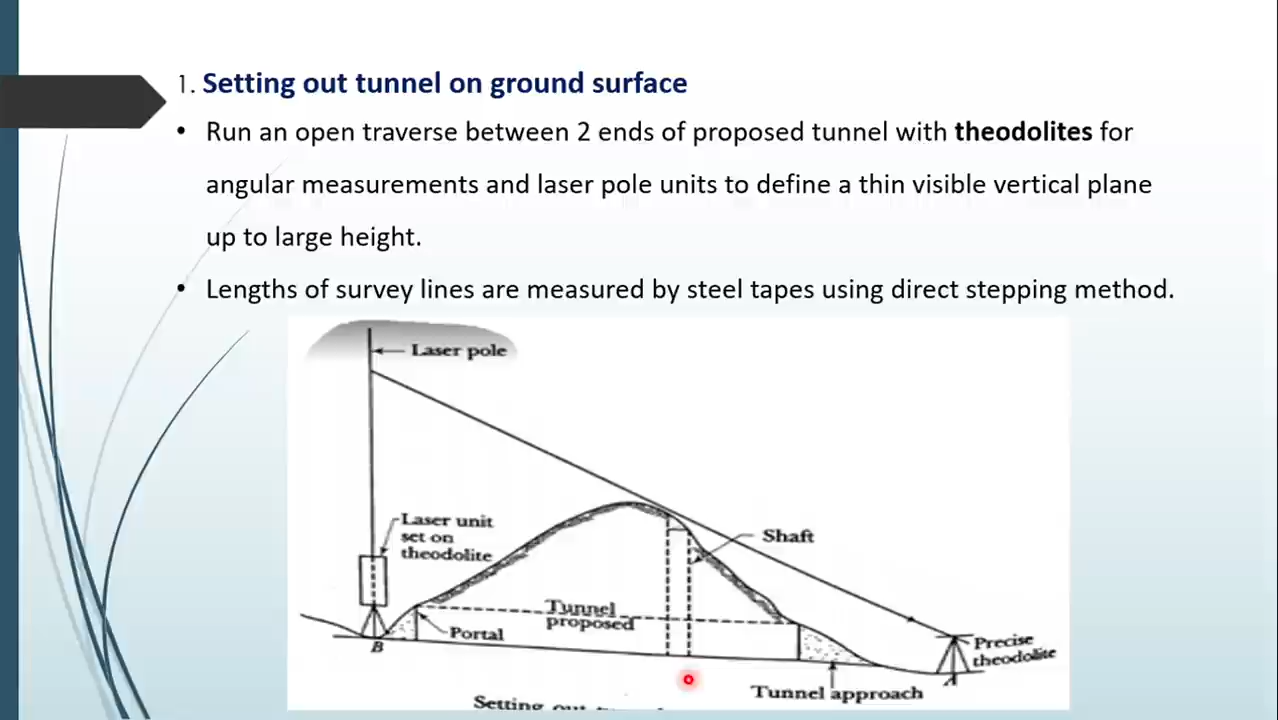 1. Setting out tunnel on ground surface
• Run an open traverse between 2 ends of proposed tunnel with theodolites for
angular measurements and laser pole units to define a thin visible vertical plane
up to large height.
• Lengths of survey lines are measured by steel tapes using direct stepping method.
Laser pole
Laser unit
set on
theodolite
Shaft
Tunnel
proposed
Portal
B
Precise
theodolite
A
Tunnel approach
Setting out